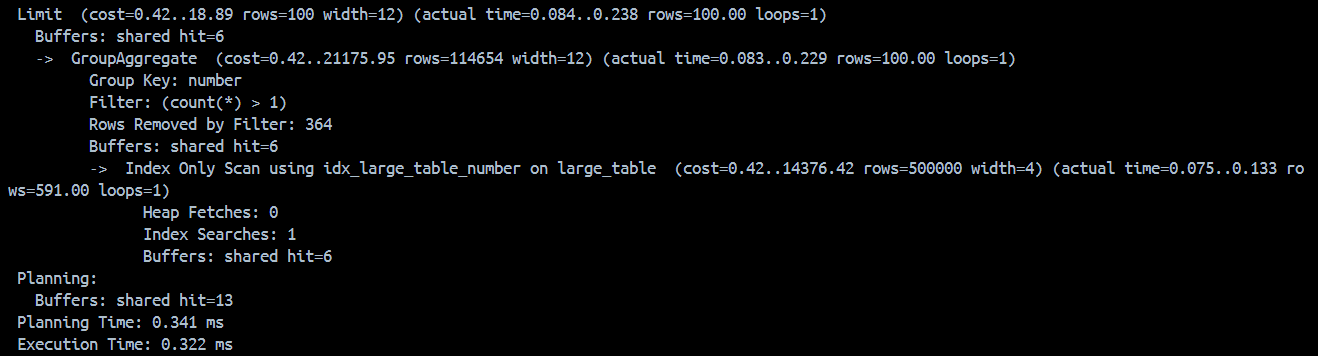 Limit  (cost=0.42..18.89 rows=100 width=12) (actual time=0.084..0.238 rows=100.00 loops=1)
  Buffers: shared hit=6
  ->  GroupAggregate  (cost=0.42..21175.95 rows=114654 width=12) (actual time=0.083..0.229 rows=100.00 loops=1)
        Group Key: number
        Filter: (count(*) > 1)
        Rows Removed by Filter: 364
        Buffers: shared hit=6
        ->  Index Only Scan using idx_large_table_number on large_table  (cost=0.42..14376.42 rows=500000 width=4) (actual time=0.075..0.133 ro
ws=591.00 loops=1)
              Heap Fetches: 0
              Index Searches: 1
              Buffers: shared hit=6
Planning:
  Buffers: shared hit=13
Planning Time: 0.341 ms
Execution Time: 0.322 ms